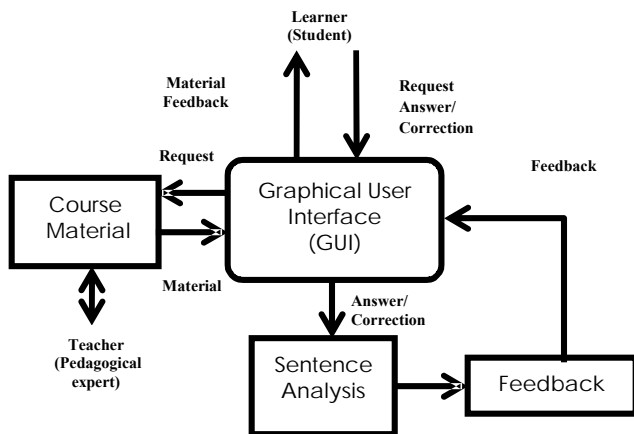 Learner
(Student)
Material
Feedback
Request
Answer/
Correction
Request
Feedback
Graphical User
Interface
(GUI)
Course
Material
Material
Answer/
Correction
Teacher
(Pedagogical
expert)
Sentence
Analysis
Feedback